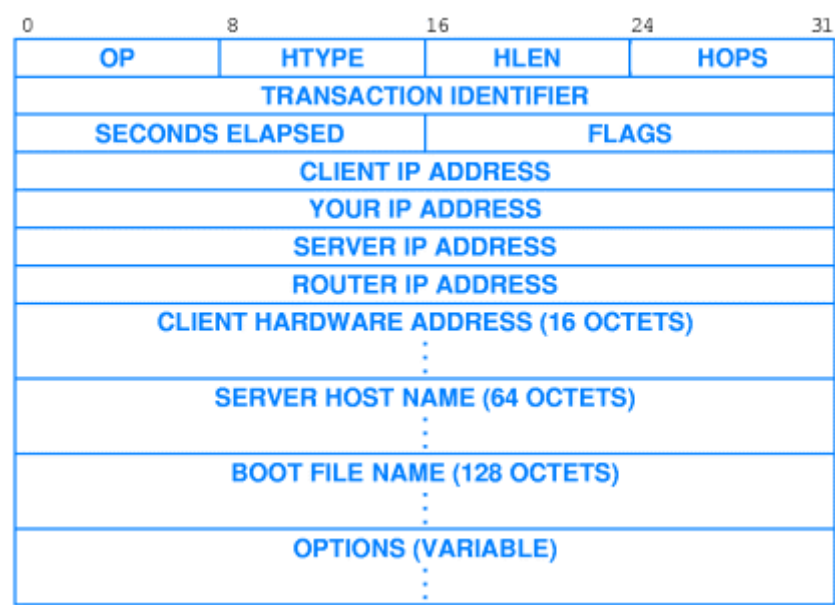 0 8 16 24 31
OP HTYPE HLEN HOPS
TRANSACTION IDENTIFIER
SECONDS ELAPSED FLAGS
CLIENT IP ADDRESS
YOUR IP ADDRESS
SERVER IP ADDRESS
ROUTER IP ADDRESS
CLIENT HARDWARE ADDRESS (16 OCTETS)
SERVER HOST NAME (64 OCTETS)
BOOT FILE NAME (128 OCTETS)
OPTIONS (VARIABLE)